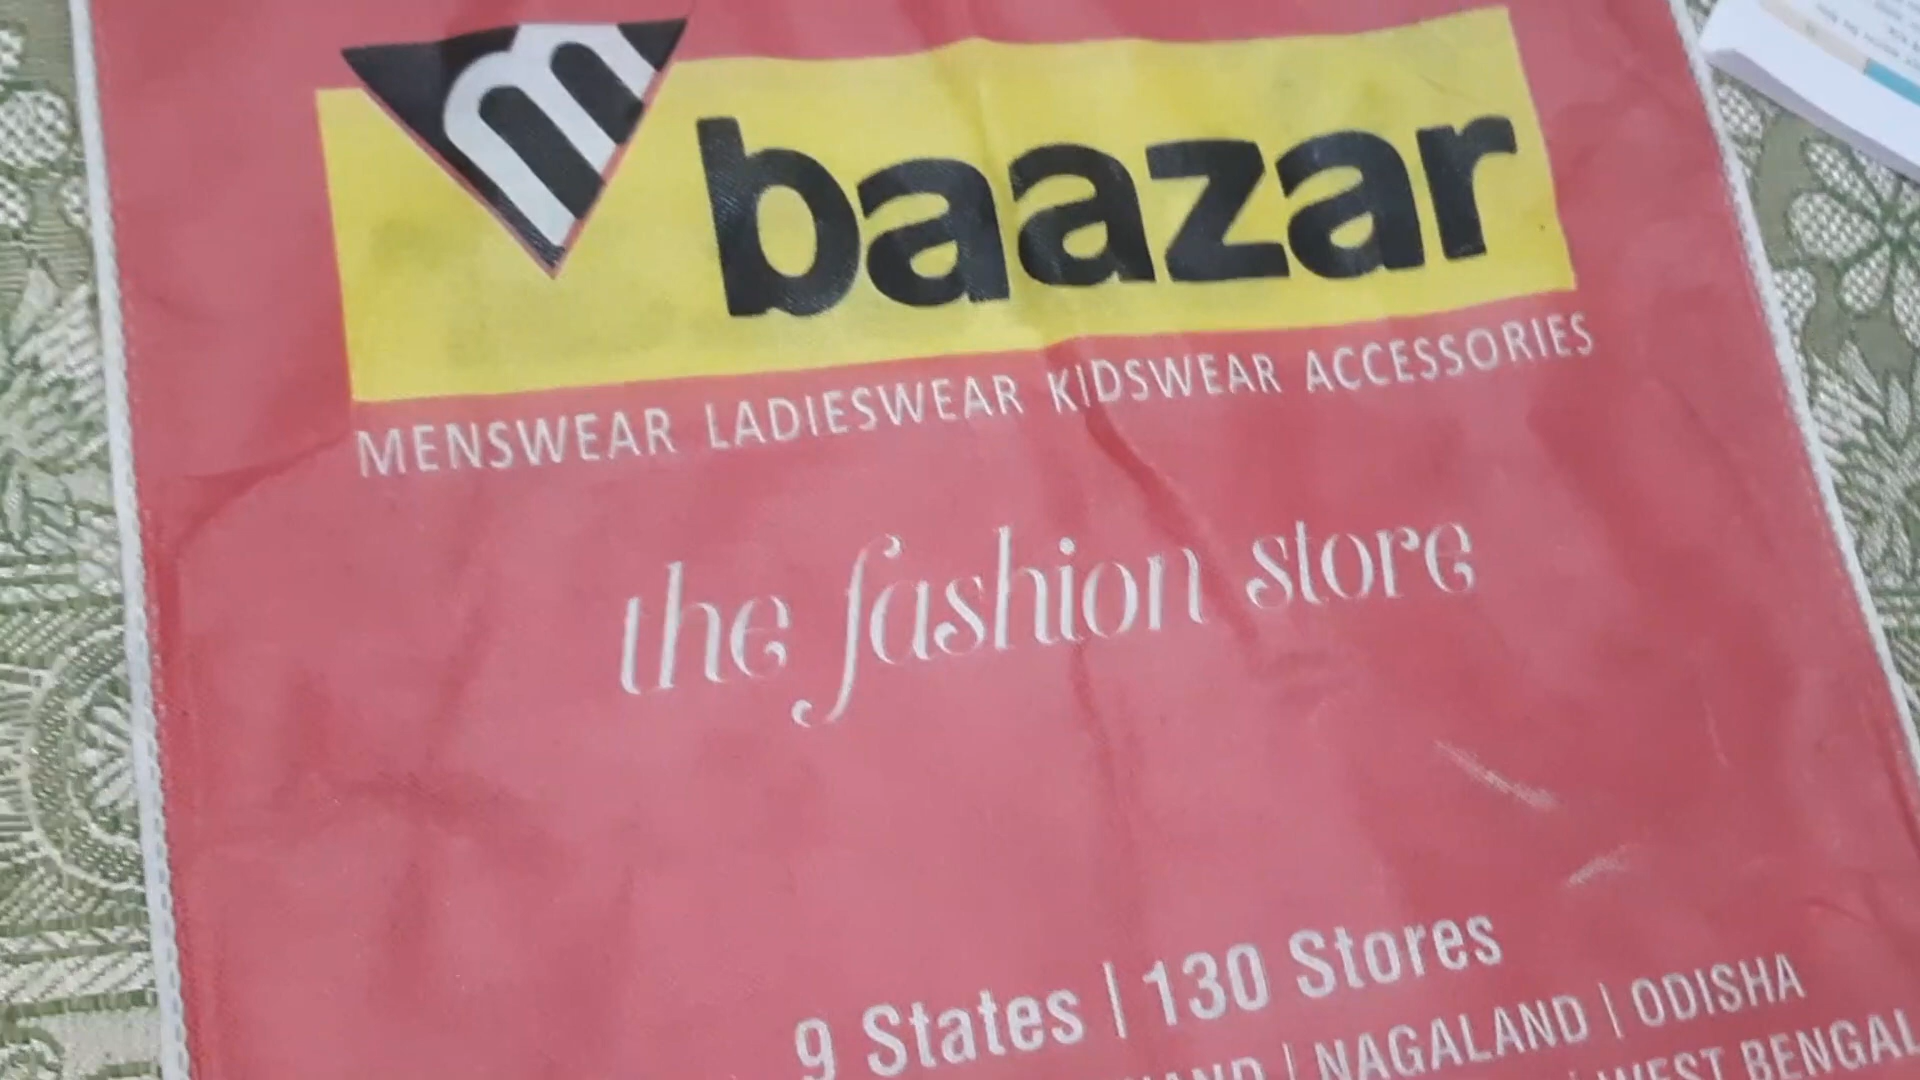 m baazar
MENSWEAR LADIESWEAR KIDSWEAR ACCESSORIES
the fashion store
9 States | 130 Stores
| NAGALAND | ODISHA
| WEST BENGAL